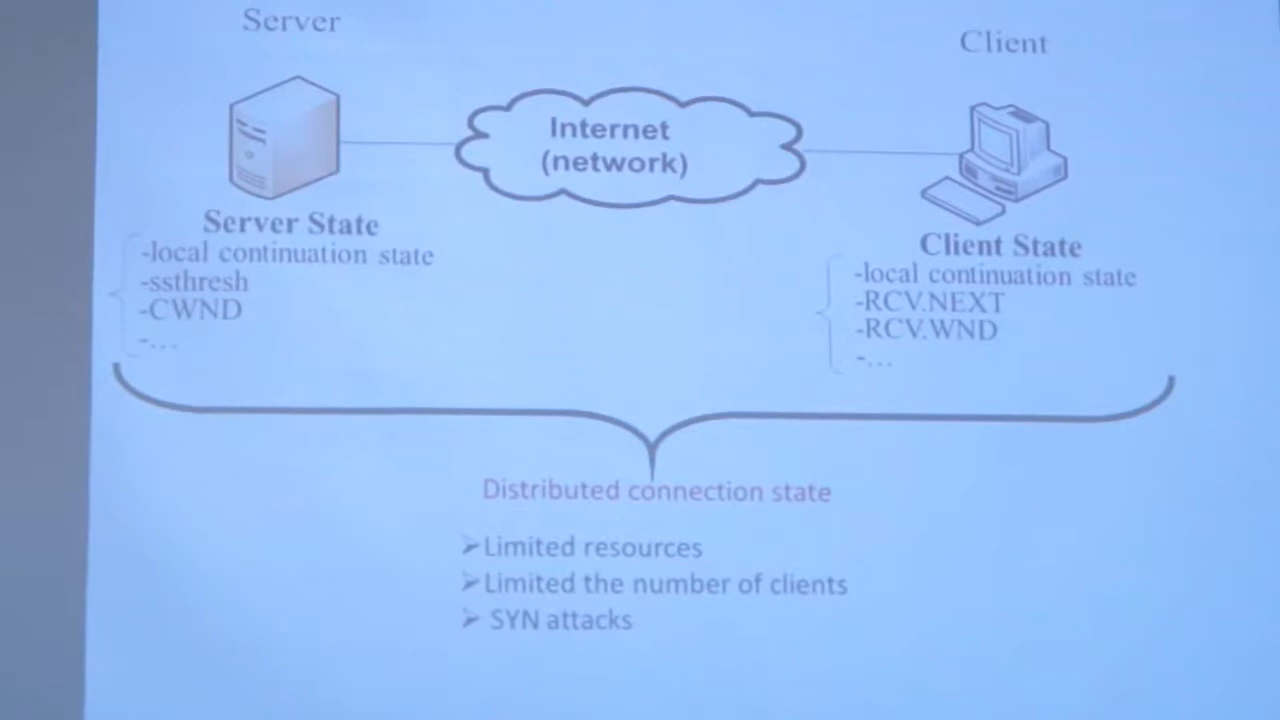 Server
Client
Internet
(network)
Server State
-local continuation state
-ssthresh
-CWND
-...
Client State
-local continuation state
-RCV.NEXT
-RCV.WND
-...
Distributed connection state
➢Limited resources
➢Limited the number of clients
➢ SYN attacks